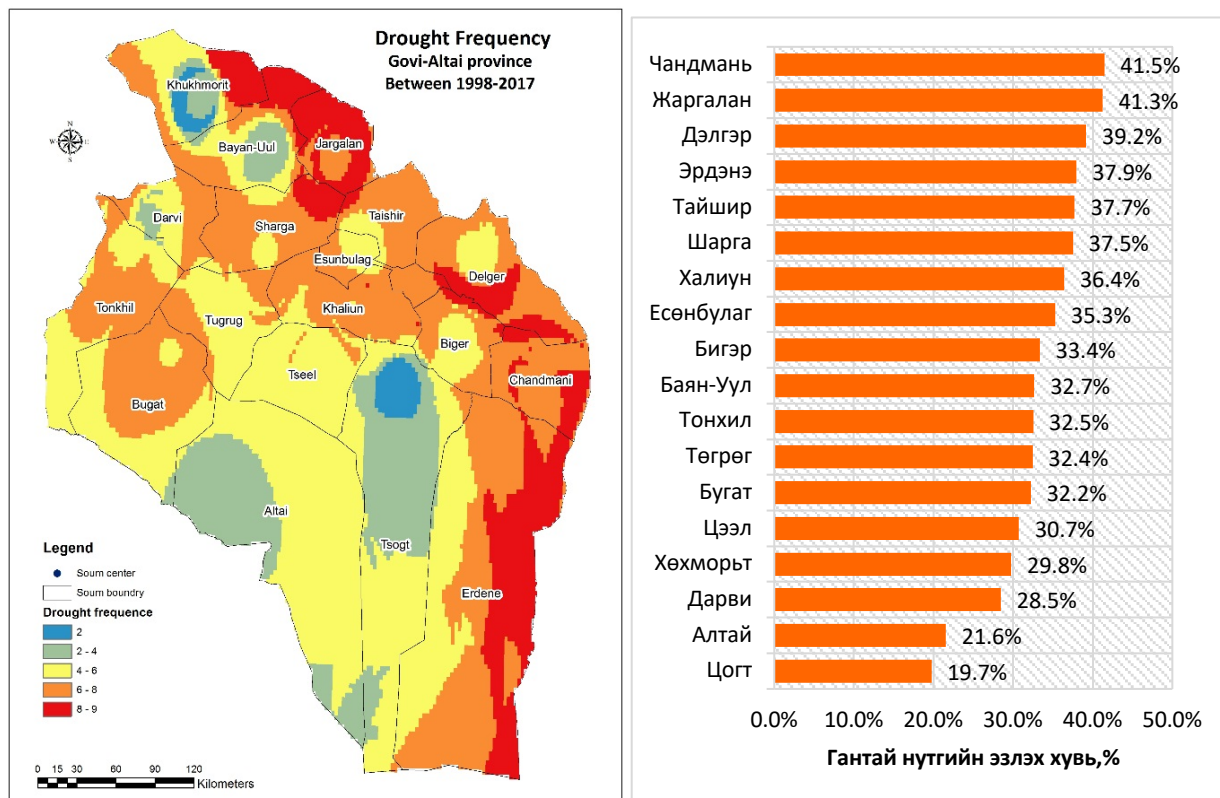 Drought Frequency
Govi-Altai province
Between 1998-2017
Khukhmorit
Bayan-Uul
Jargalan
Darvi
Sharga
Taishir
Esunbulag
Delger
Tonkhil
Tugrug
Khaliun
Biger
Tseel
Chandmani
Bugat
Altai
Tsogt
Erdene
N
W
E
S
Legend
Soum center
Soum boundry
Drought frequence
2
2 - 4
4 - 6
6 - 8
8 - 9
0 15 30 60 90 120
Kilometers
Чандмань 41.5%
Жаргалан 41.3%
Дэлгэр 39.2%
Эрдэнэ 37.9%
Тайшир 37.7%
Шарга 37.5%
Халиун 36.4%
Есөнбулаг 35.3%
Бигэр 33.4%
Баян-Уул 32.7%
Тонхил 32.5%
Төгрөг 32.4%
Бугат 32.2%
Цээл 30.7%
Хөхморьт 29.8%
Дарви 28.5%
Алтай 21.6%
Цогт 19.7%
0.0% 10.0% 20.0% 30.0% 40.0% 50.0%
Гантай нутгийн эзлэх хувь,%